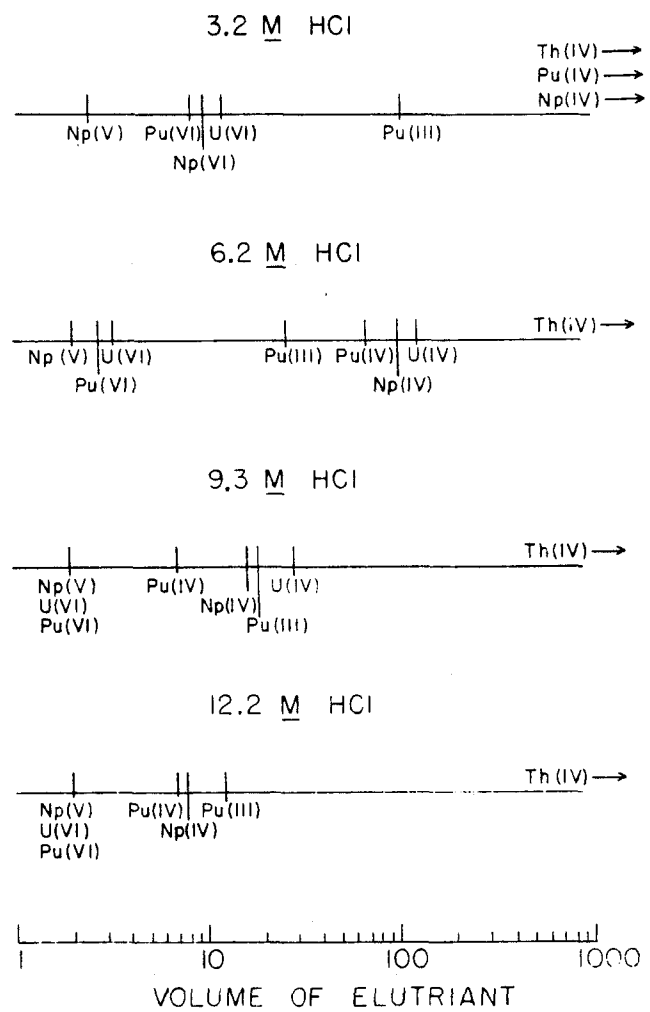 3.2 M HCl
Th(IV)
Pu(IV)
Np(IV)
Np(V) Pu(VI) U(VI) Pu(III)
Np(VI)
6.2 M HCl
Th(IV)
Np(V) U(VI) Pu(III) Pu(IV) U(IV)
Pu(VI) Np(IV)
9.3 M HCl
Th(IV)
Np(V) Pu(IV) U(IV)
U(VI) Np(IV)
Pu(VI) Pu(III)
12.2 M HCl
Th(IV)
Np(V) Pu(IV) Pu(III)
U(VI) Np(IV)
Pu(VI)
1 10 100 1000
VOLUME OF ELUTRIANT